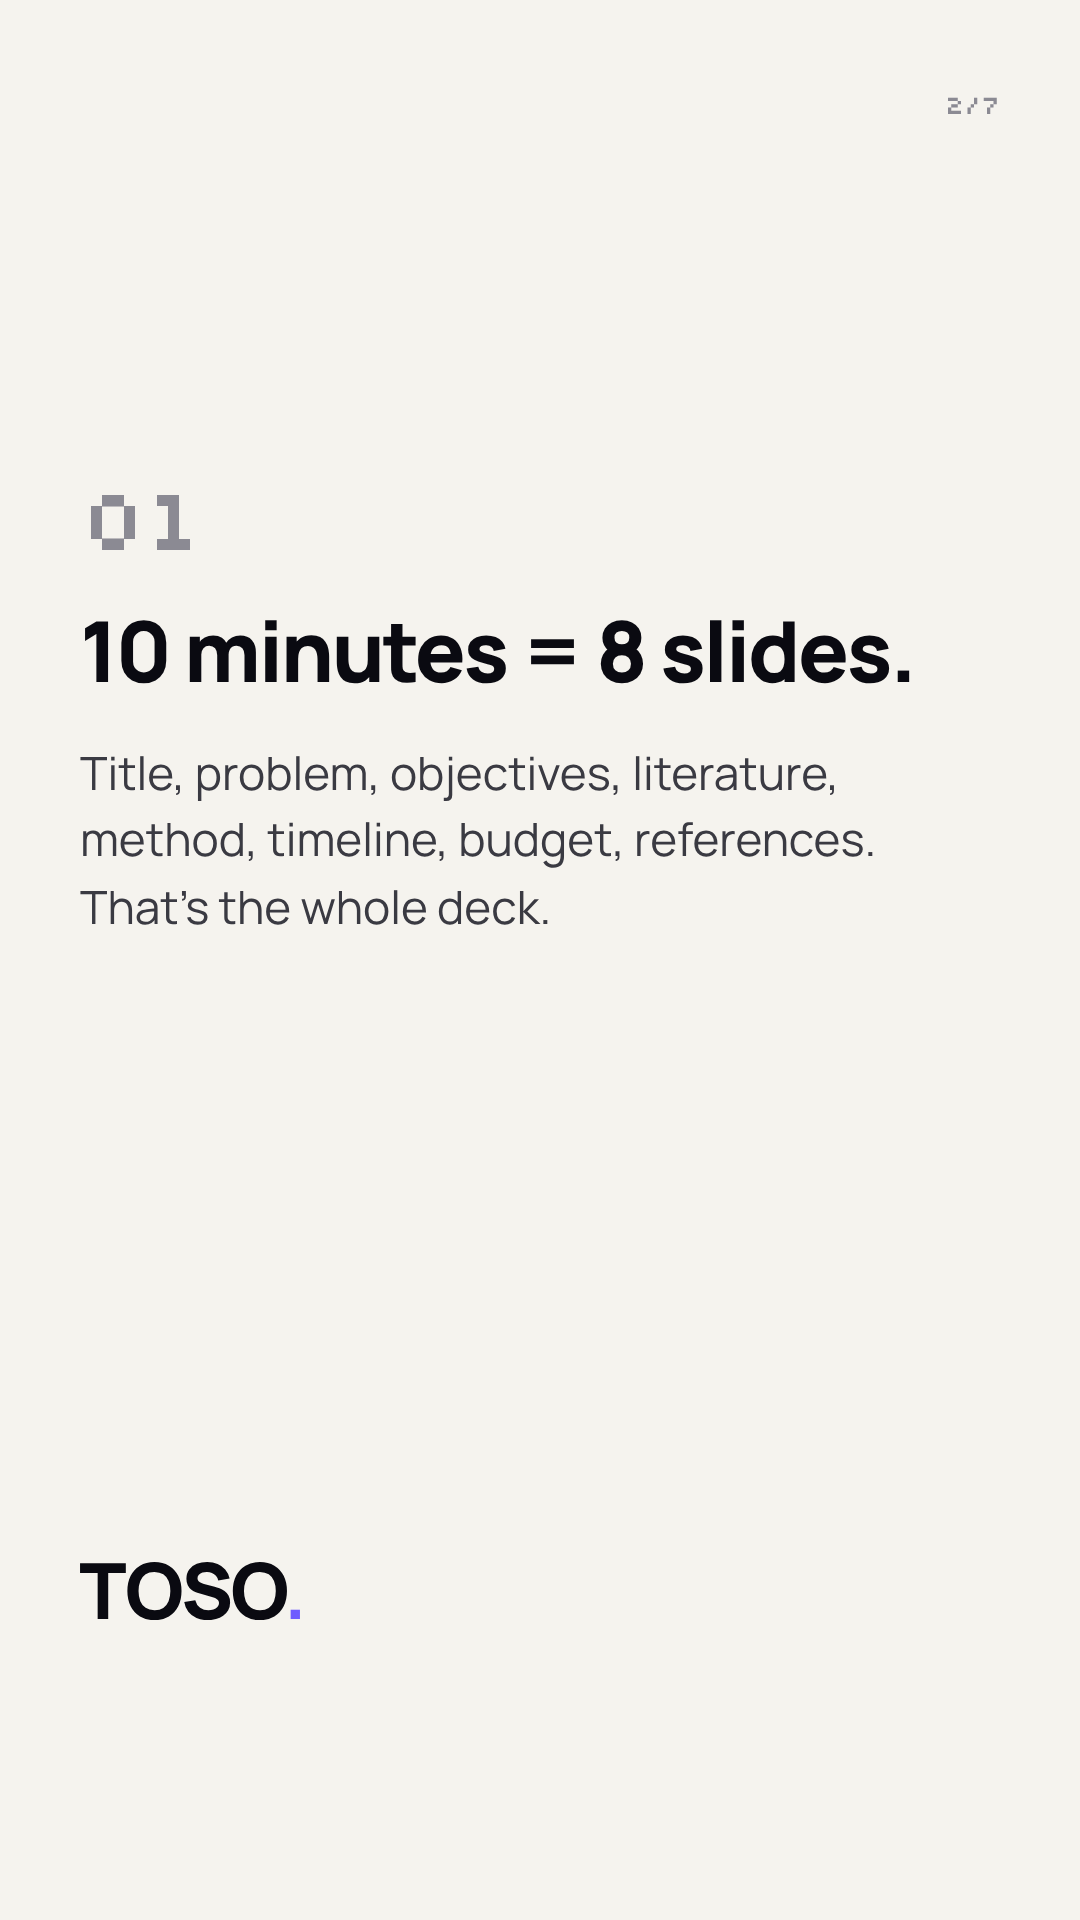 2/7
01
10 minutes = 8 slides.
Title, problem, objectives, literature,
method, timeline, budget, references.
That’s the whole deck.
TOSO.